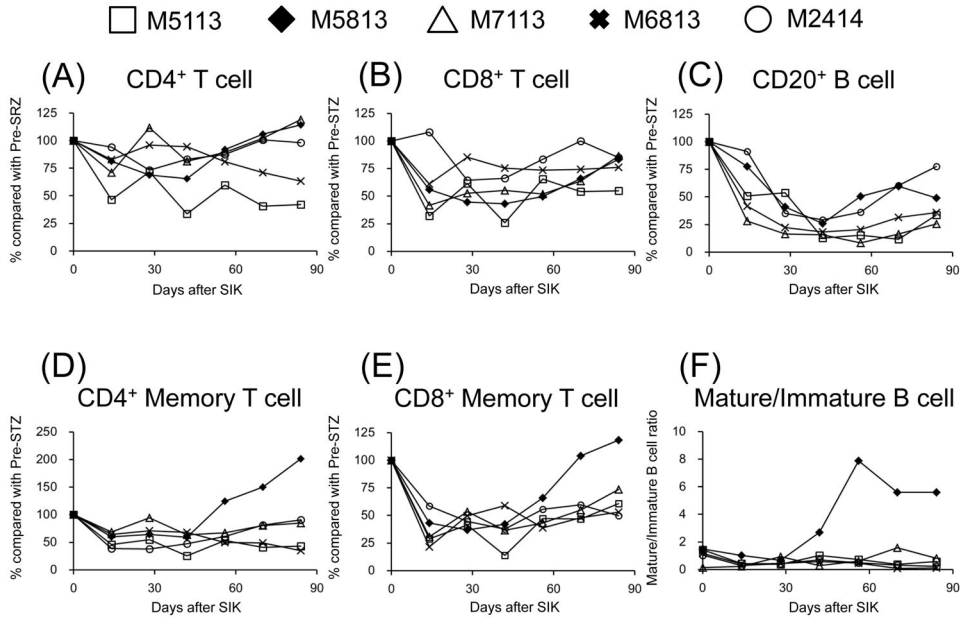 M5113 M5813 M7113 M6813 M2414
(A) CD4⁺ T cell
% compared with Pre-SRZ
125
100
75
50
25
0
0 30 60 90
Days after SIK
(B) CD8⁺ T cell
% compared with Pre-STZ
125
100
75
50
25
0
0 30 60 90
Days after SIK
(C) CD20⁺ B cell
% compared with Pre-STZ
125
100
75
50
25
0
0 30 60 90
Days after SIK
(D)
CD4⁺ Memory T cell
% compared with Pre-STZ
250
200
150
100
50
0
0 30 60 90
Days after SIK
(E)
CD8⁺ Memory T cell
% compared with Pre-STZ
125
100
75
50
25
0
0 30 60 90
Days after SIK
(F)
Mature/Immature B cell
Mature/Immature B cell ratio
10
8
6
4
2
0
0 30 60 90
Days after SIK